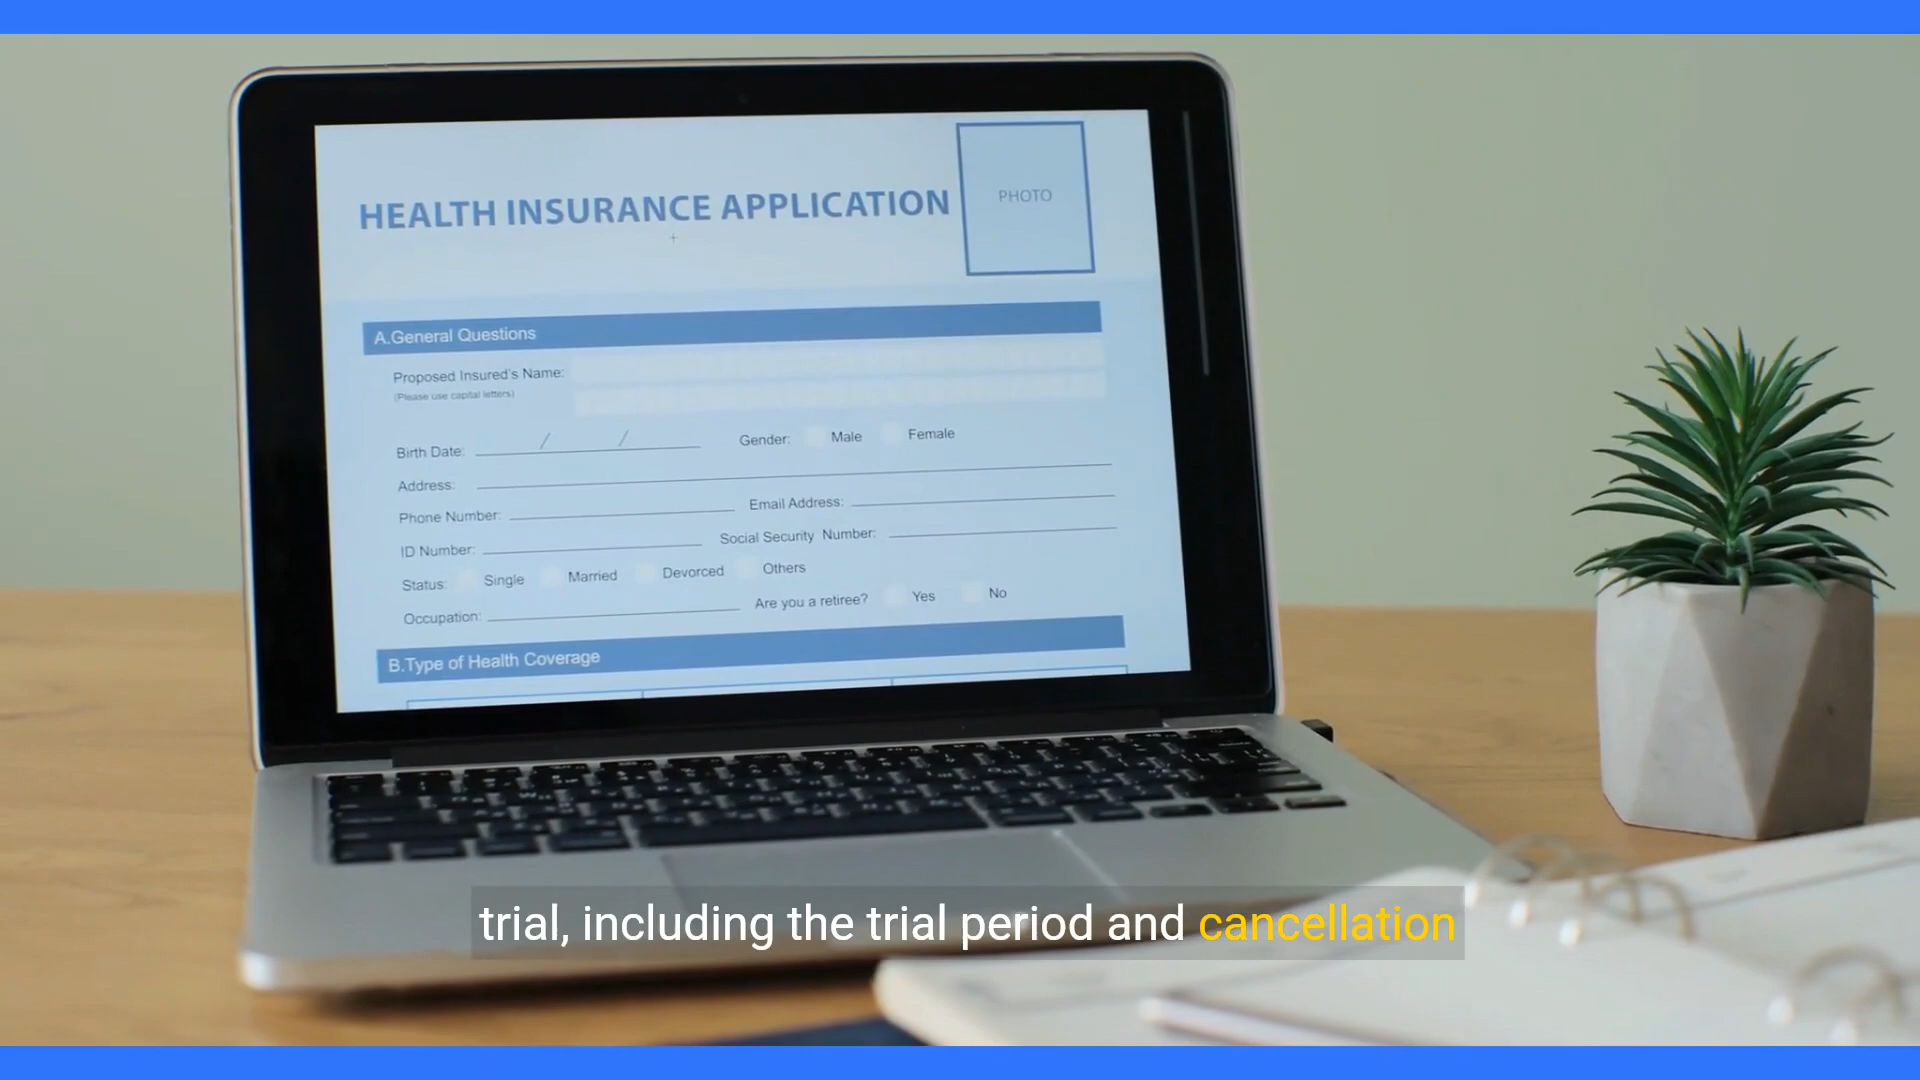 HEALTH INSURANCE APPLICATION
PHOTO
A.General Questions
Proposed Insured's Name:
(Please use capital letters)
Birth Date: / / Gender: Male Female
Address:
Phone Number: Email Address:
ID Number: Social Security Number:
Status: Single Married Devorced Others
Occupation: Are you a retiree? Yes No
B.Type of Health Coverage
trial, including the trial period and cancellation